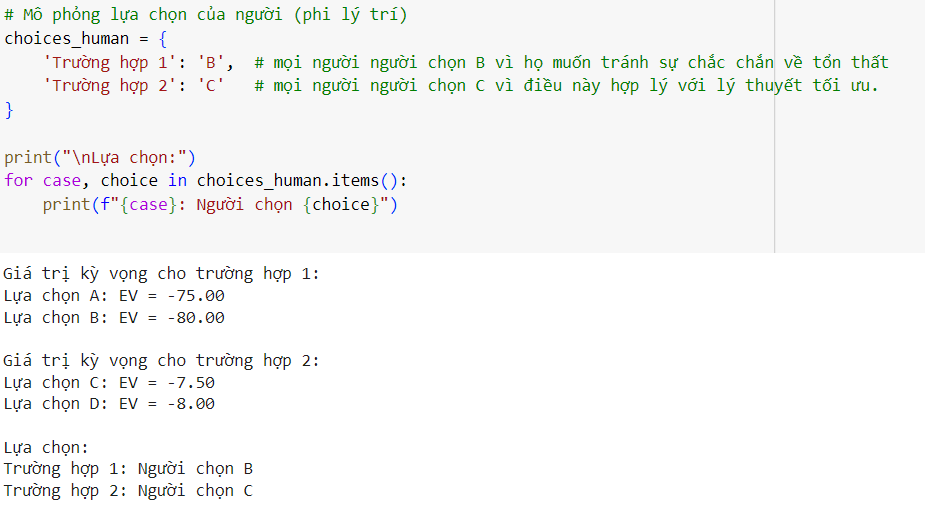 # Mô phỏng lựa chọn của người (phi lý trí)
choices_human = {
    'Trường hợp 1': 'B',  # mọi người người chọn B vì họ muốn tránh sự chắc chắn về tổn thất
    'Trường hợp 2': 'C'   # mọi người người chọn C vì điều này hợp lý với lý thuyết tối ưu.
}
print("\nLựa chọn:")
for case, choice in choices_human.items():
    print(f"{case}: Người chọn {choice}")
Giá trị kỳ vọng cho trường hợp 1:
Lựa chọn A: EV = -75.00
Lựa chọn B: EV = -80.00
Giá trị kỳ vọng cho trường hợp 2:
Lựa chọn C: EV = -7.50
Lựa chọn D: EV = -8.00
Lựa chọn:
Trường hợp 1: Người chọn B
Trường hợp 2: Người chọn C